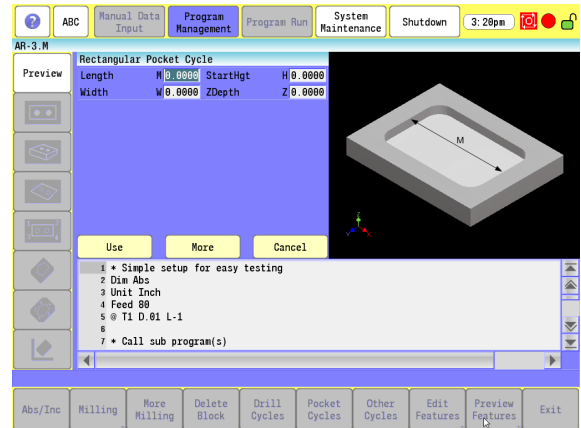 ?
ABC
Manual Data Input
Program Management
Program Run
System Maintenance
Shutdown
3:20pm
AR-3.M
Preview
Rectangular Pocket Cycle
Length M 0.0000 StartHgt H 0.0000
Width W 0.0000 ZDepth Z 0.0000
M
Z
Y
X
Use
More
Cancel
1 * Simple setup for easy testing
2 Dim Abs
3 Unit Inch
4 Feed 80
5 @ T1 D.01 L-1
6
7 * Call sub program(s)
Abs/Inc
Milling
More Milling
Delete Block
Drill Cycles
Pocket Cycles
Other Cycles
Edit Features
Preview Features
Exit